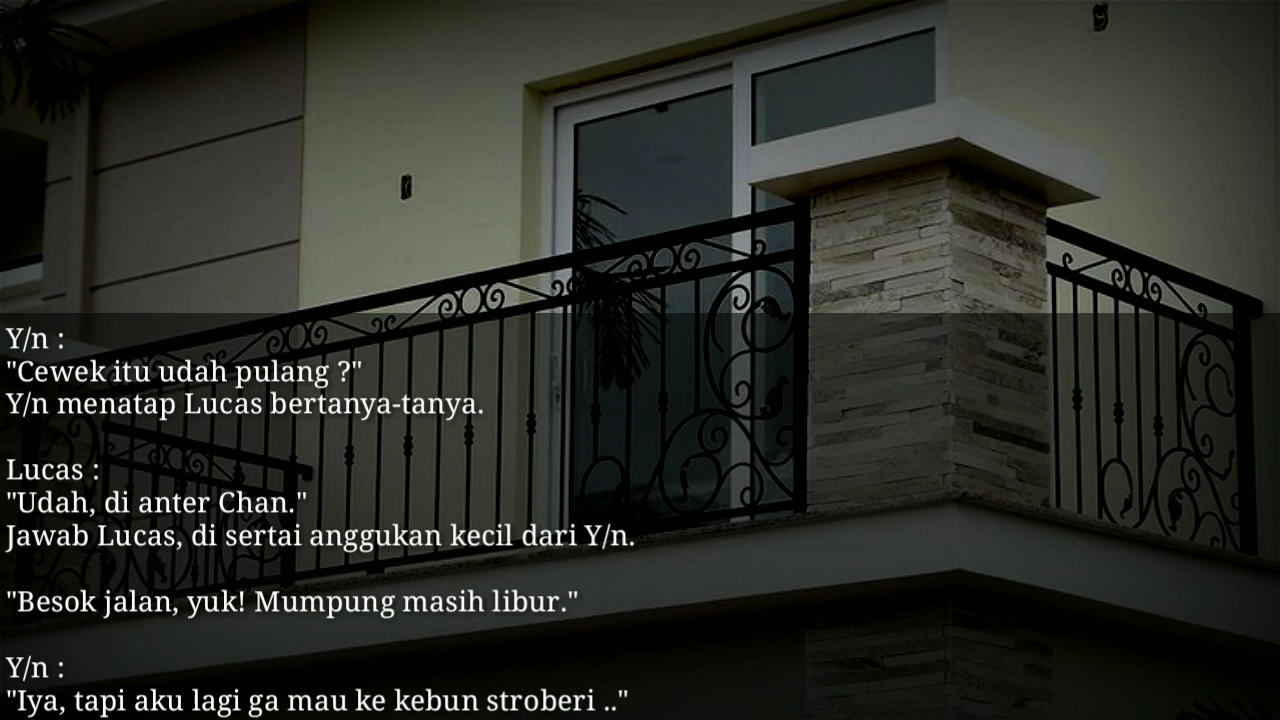 Y/n :
"Cewek itu udah pulang ?"
Y/n menatap Lucas bertanya-tanya.
Lucas :
"Udah, di anter Chan."
Jawab Lucas, di sertai anggukan kecil dari Y/n.
"Besok jalan, yuk! Mumpung masih libur."
Y/n :
"Iya, tapi aku lagi ga mau ke kebun stroberi .."